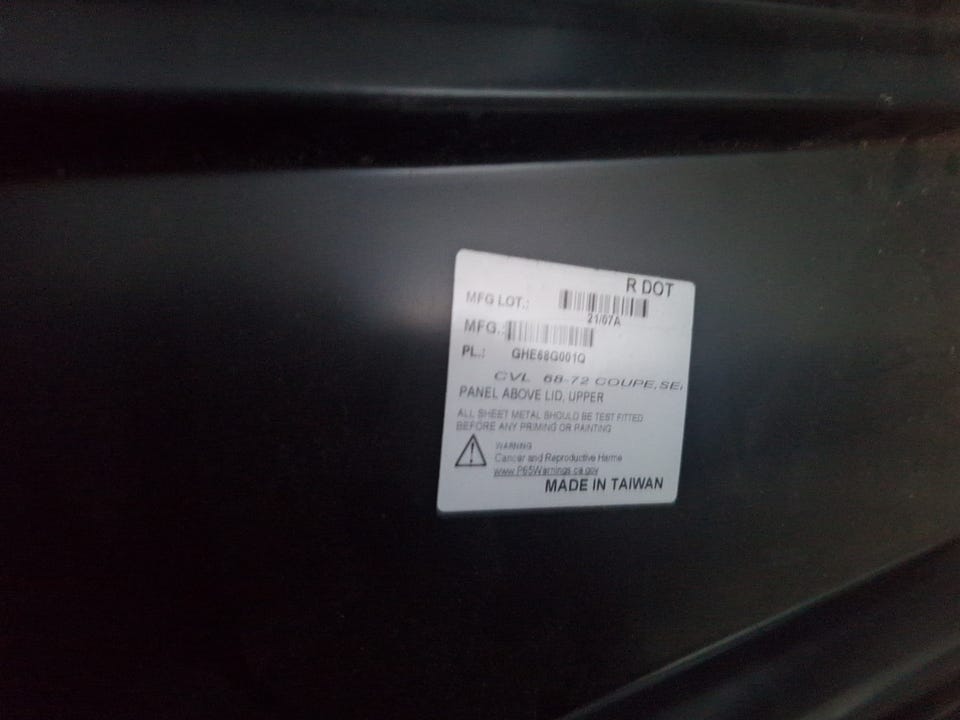 R DOT
MFG LOT.:
21/07A
MFG.:
PL.: GHE68G001Q
CVL 68-72 COUPE,SE
PANEL ABOVE LID, UPPER
ALL SHEET METAL SHOULD BE TEST FITTED
BEFORE ANY PRIMING OR PAINTING
WARNING
Cancer and Reproductive Harme
www.P65Warnings.ca.gov
MADE IN TAIWAN